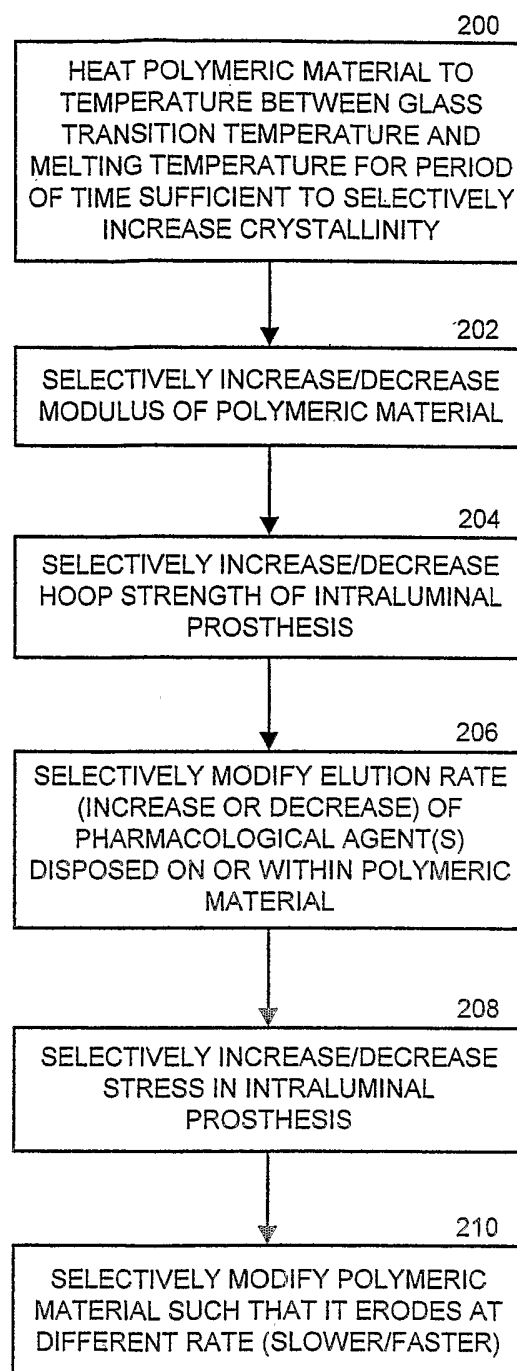 200
HEAT POLYMERIC MATERIAL TO
TEMPERATURE BETWEEN GLASS
TRANSITION TEMPERATURE AND
MELTING TEMPERATURE FOR PERIOD
OF TIME SUFFICIENT TO SELECTIVELY
INCREASE CRYSTALLINITY
202
SELECTIVELY INCREASE/DECREASE
MODULUS OF POLYMERIC MATERIAL
204
SELECTIVELY INCREASE/DECREASE
HOOP STRENGTH OF INTRALUMINAL
PROSTHESIS
206
SELECTIVELY MODIFY ELUTION RATE
(INCREASE OR DECREASE) OF
PHARMACOLOGICAL AGENT(S)
DISPOSED ON OR WITHIN POLYMERIC
MATERIAL
208
SELECTIVELY INCREASE/DECREASE
STRESS IN INTRALUMINAL
PROSTHESIS
210
SELECTIVELY MODIFY POLYMERIC
MATERIAL SUCH THAT IT ERODES AT
DIFFERENT RATE (SLOWER/FASTER)